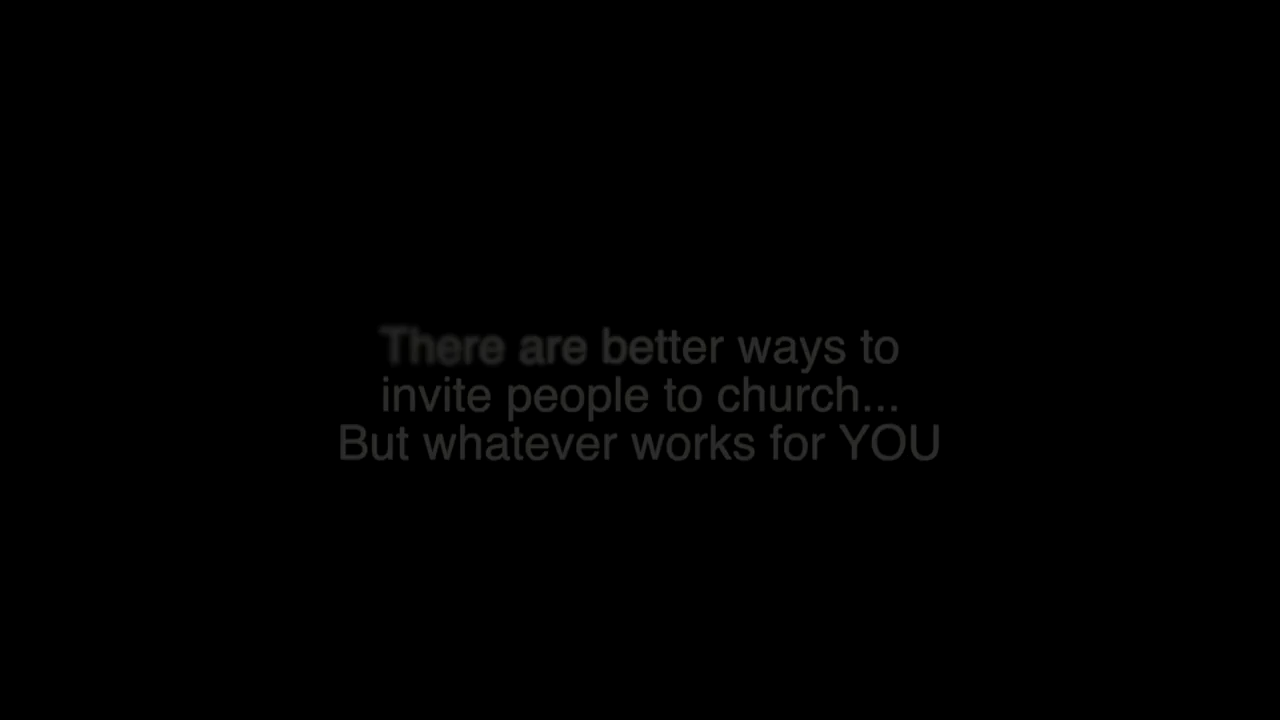 There are better ways to
invite people to church...
But whatever works for YOU